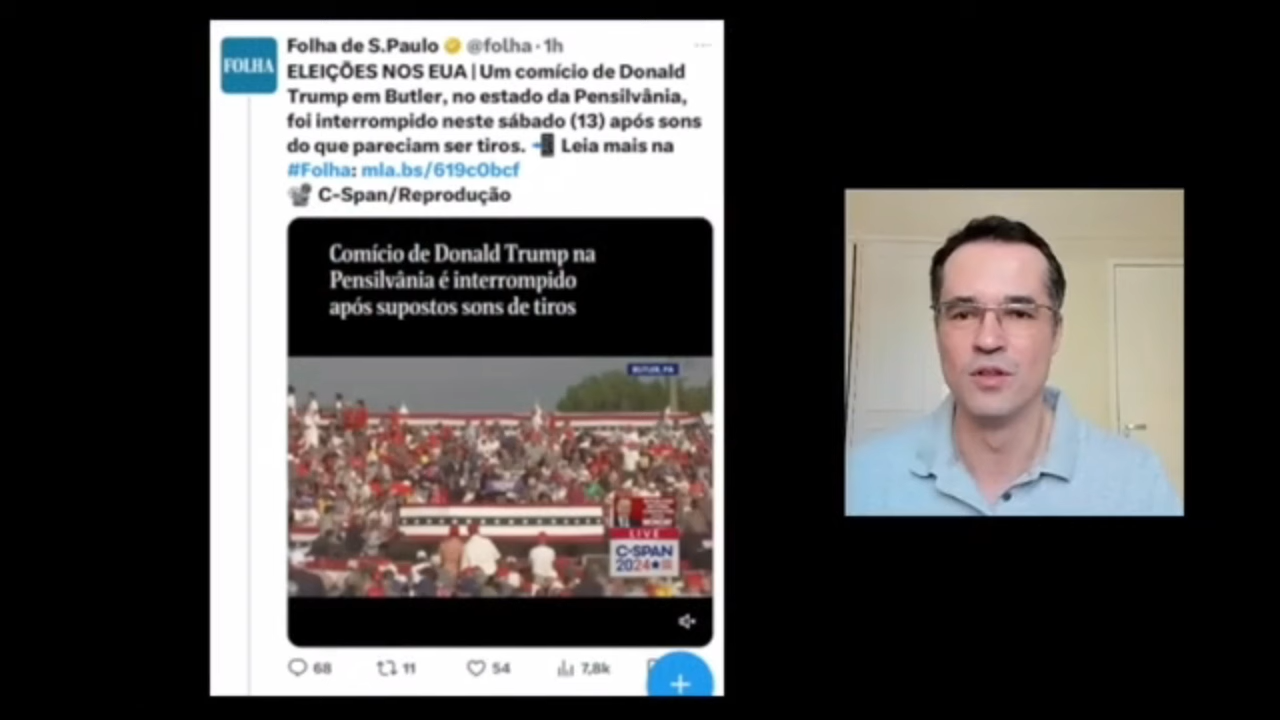 FOLHA
Folha de S.Paulo @folha · 1h
ELEIÇÕES NOS EUA | Um comício de Donald
Trump em Butler, no estado da Pensilvânia,
foi interrompido neste sábado (13) após sons
do que pareciam ser tiros. 📲 Leia mais na
#Folha: mla.bs/619c0bcf
📽 C-Span/Reprodução
Comício de Donald Trump na
Pensilvânia é interrompido
após supostos sons de tiros
BUTLER, PA
LIVE
C-SPAN
2024
68 11 54 7,8k